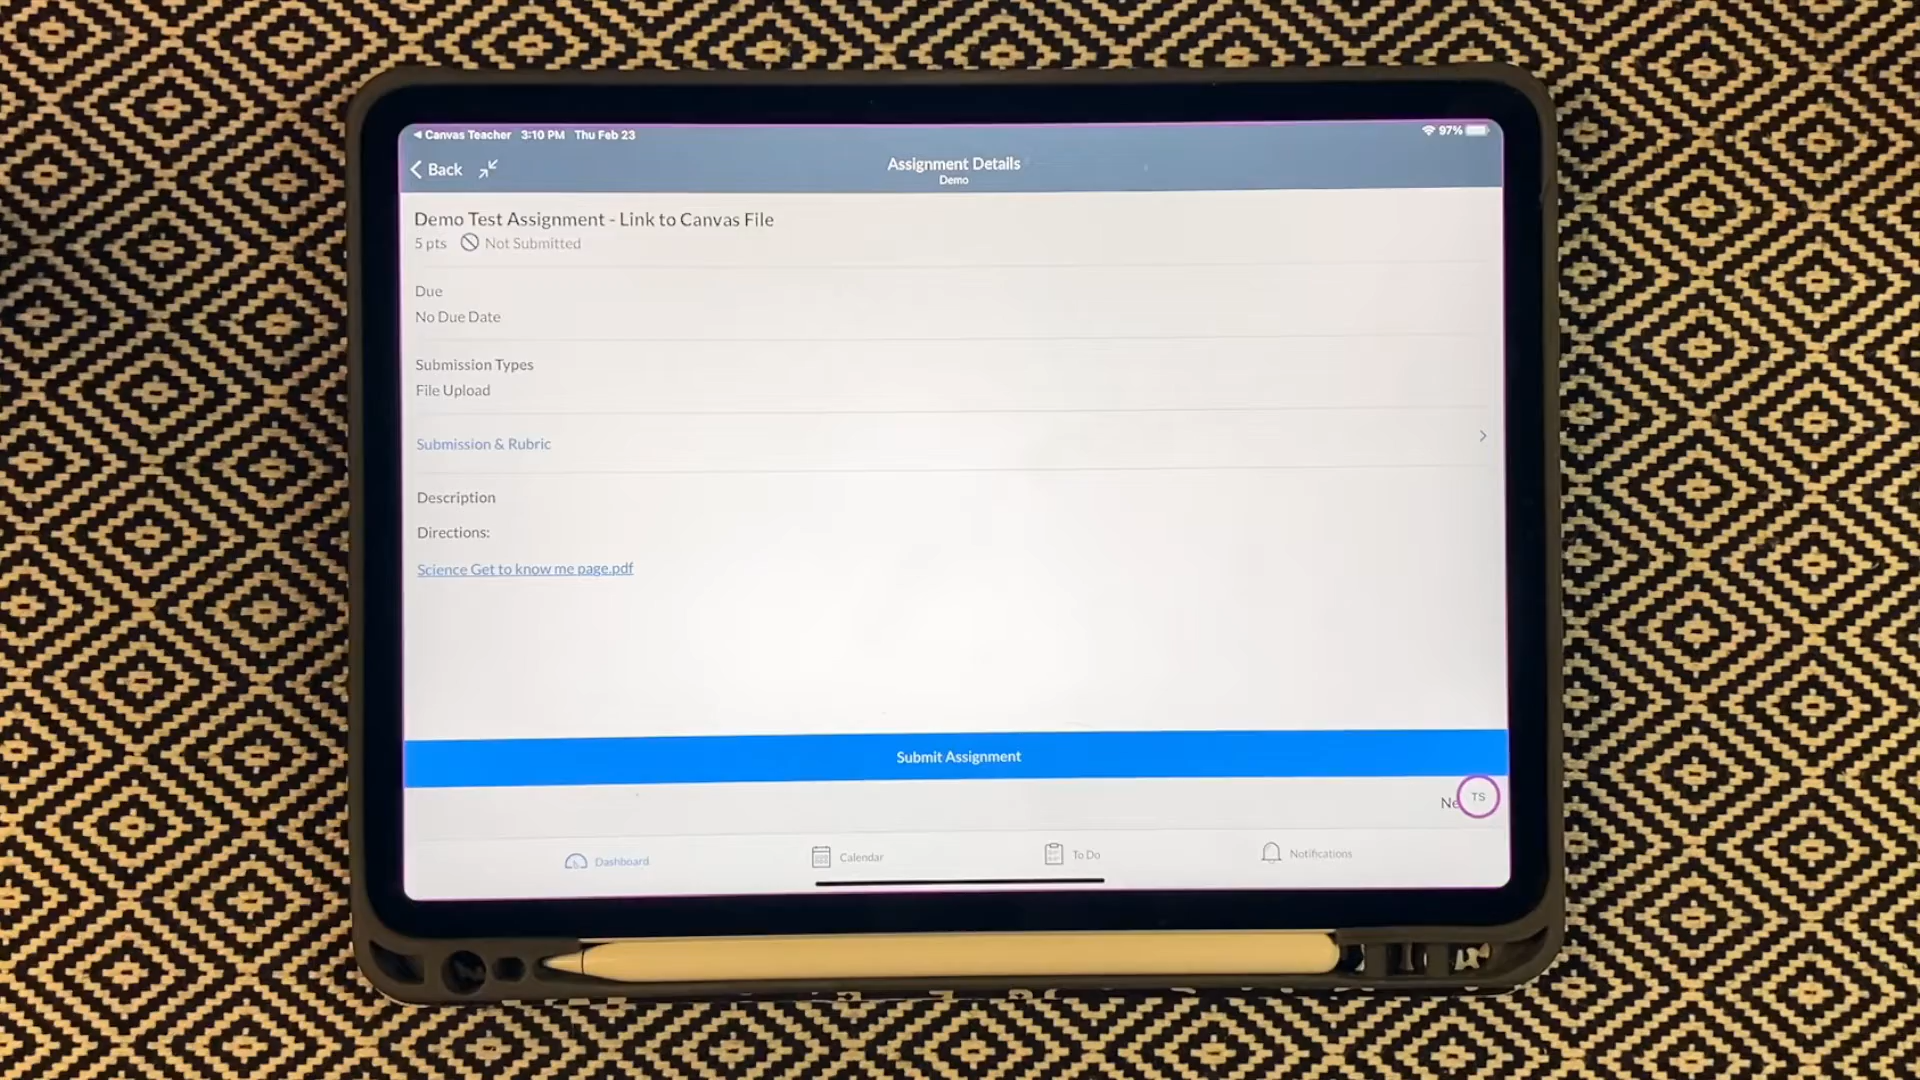 ◀ Canvas Teacher 3:10 PM Thu Feb 23
97%
Back
Assignment Details
Demo
Demo Test Assignment - Link to Canvas File
5 pts Not Submitted
Due
No Due Date
Submission Types
File Upload
Submission & Rubric
Description
Directions:
Science Get to know me page.pdf
Submit Assignment
Ne
TS
Dashboard
Calendar
To Do
Notifications